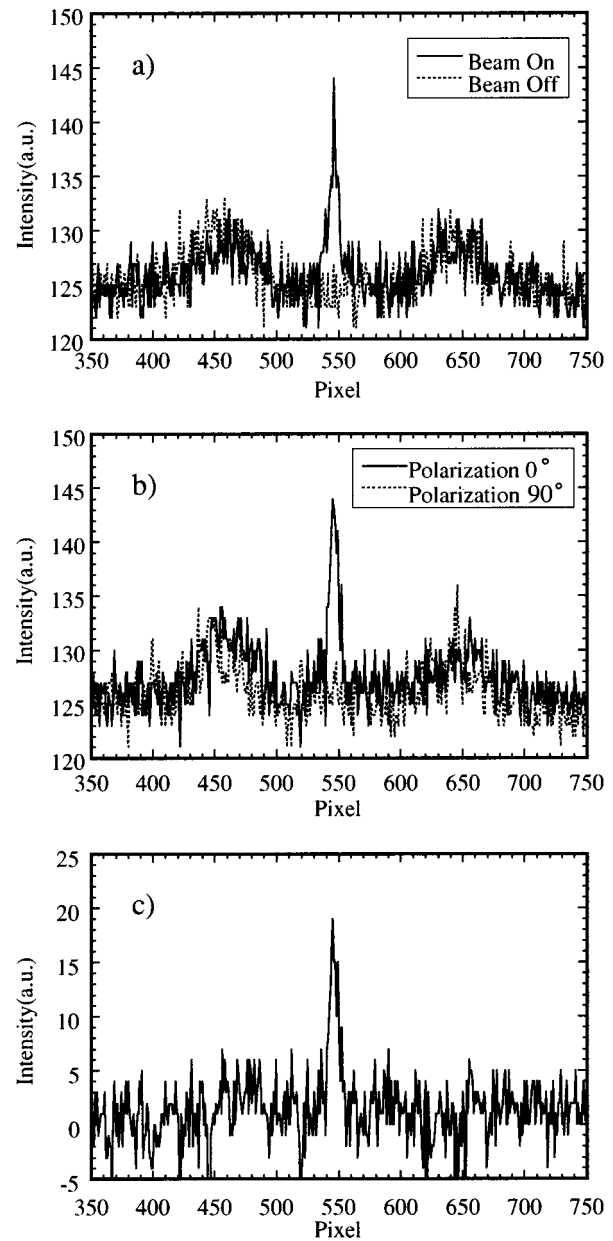 150
a)
Beam On
Beam Off
145
140
135
130
125
120
Intensity(a.u.)
350 400 450 500 550 600 650 700 750
Pixel
150
b)
Polarization 0°
Polarization 90°
145
140
135
130
125
120
Intensity(a.u.)
350 400 450 500 550 600 650 700 750
Pixel
25
c)
20
15
10
5
0
-5
Intensity(a.u.)
350 400 450 500 550 600 650 700 750
Pixel